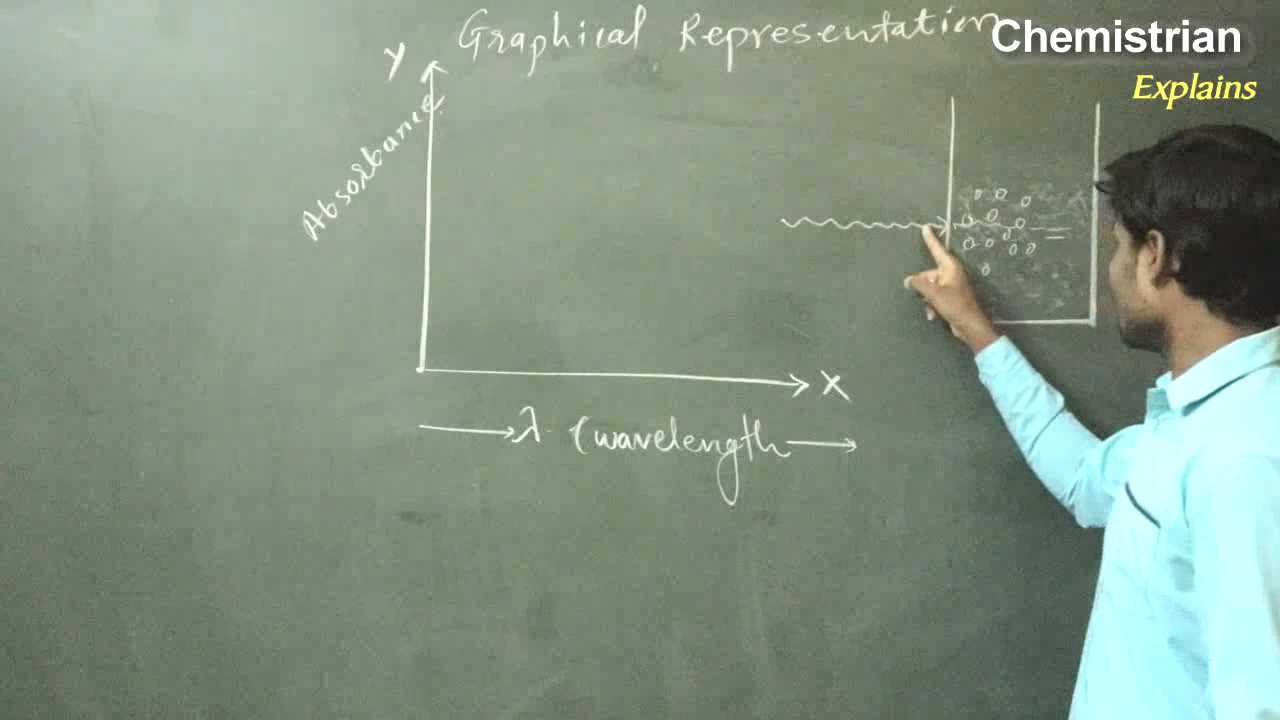 Graphical Representation
Chemistrian
Explains
Y
Absorbance
X
λ (wavelength